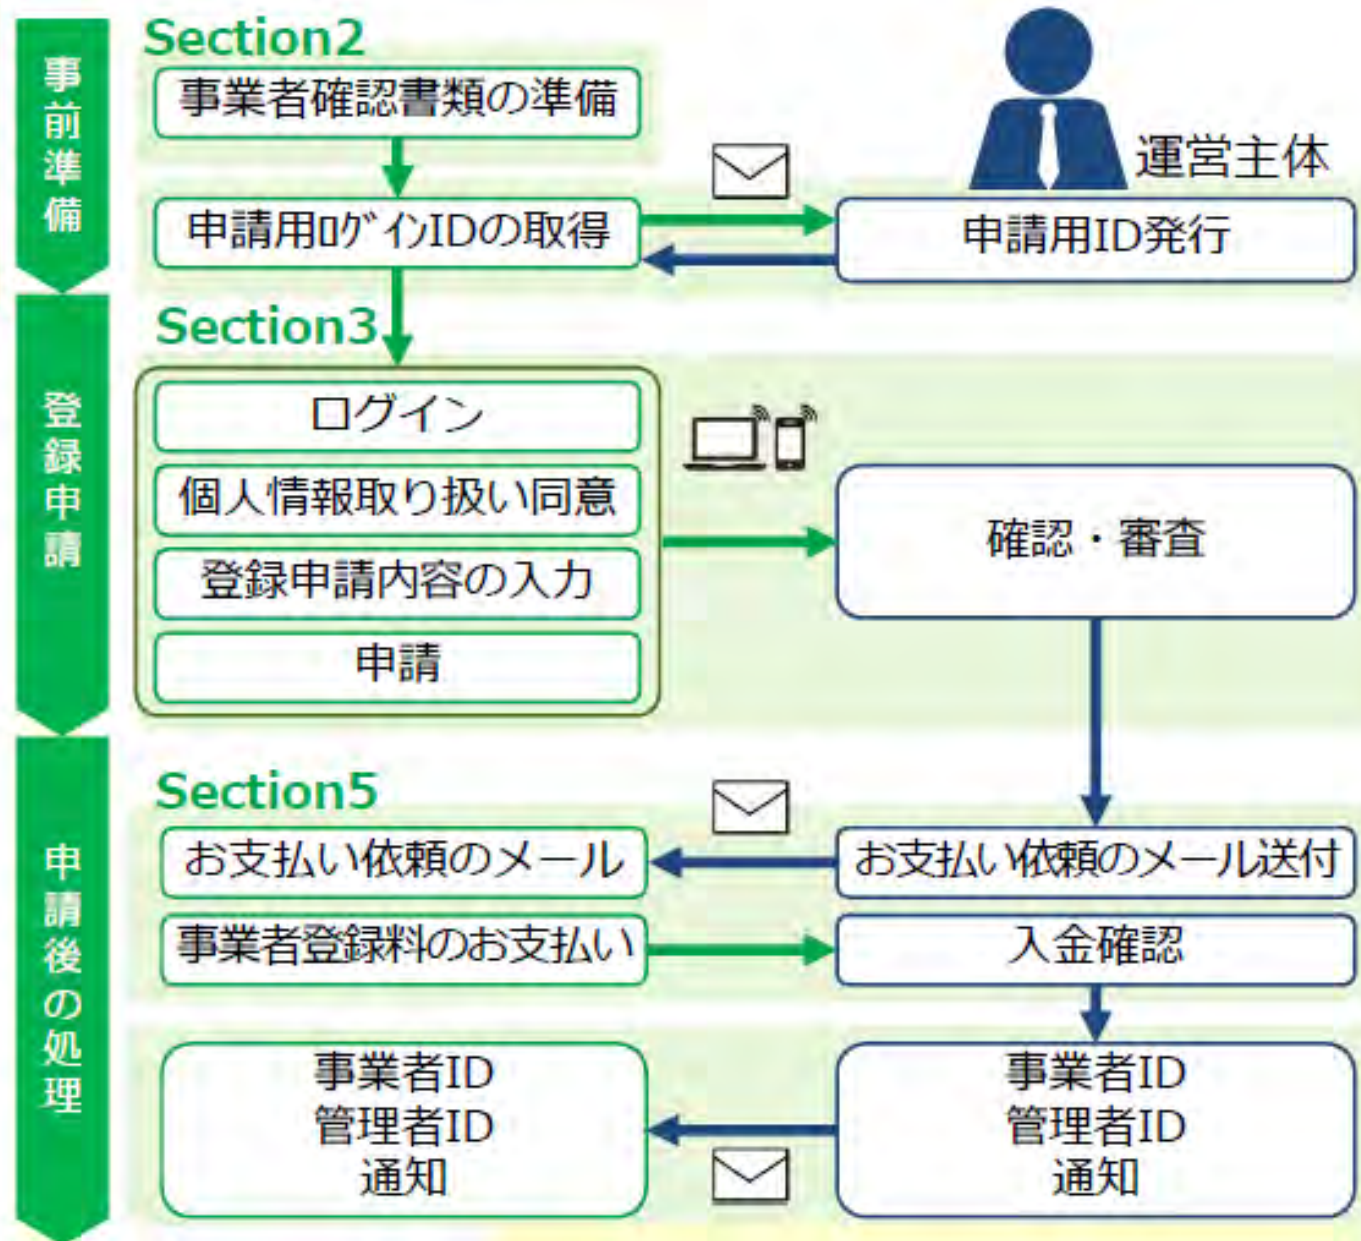 事前準備
Section2
事業者確認書類の準備
運営主体
申請用ﾛｸﾞｲﾝIDの取得
申請用ID発行
登録申請
Section3
ログイン
個人情報取り扱い同意
登録申請内容の入力
申請
確認・審査
申請後の処理
Section5
お支払い依頼のメール
お支払い依頼のメール送付
事業者登録料のお支払い
入金確認
事業者ID
管理者ID
通知
事業者ID
管理者ID
通知